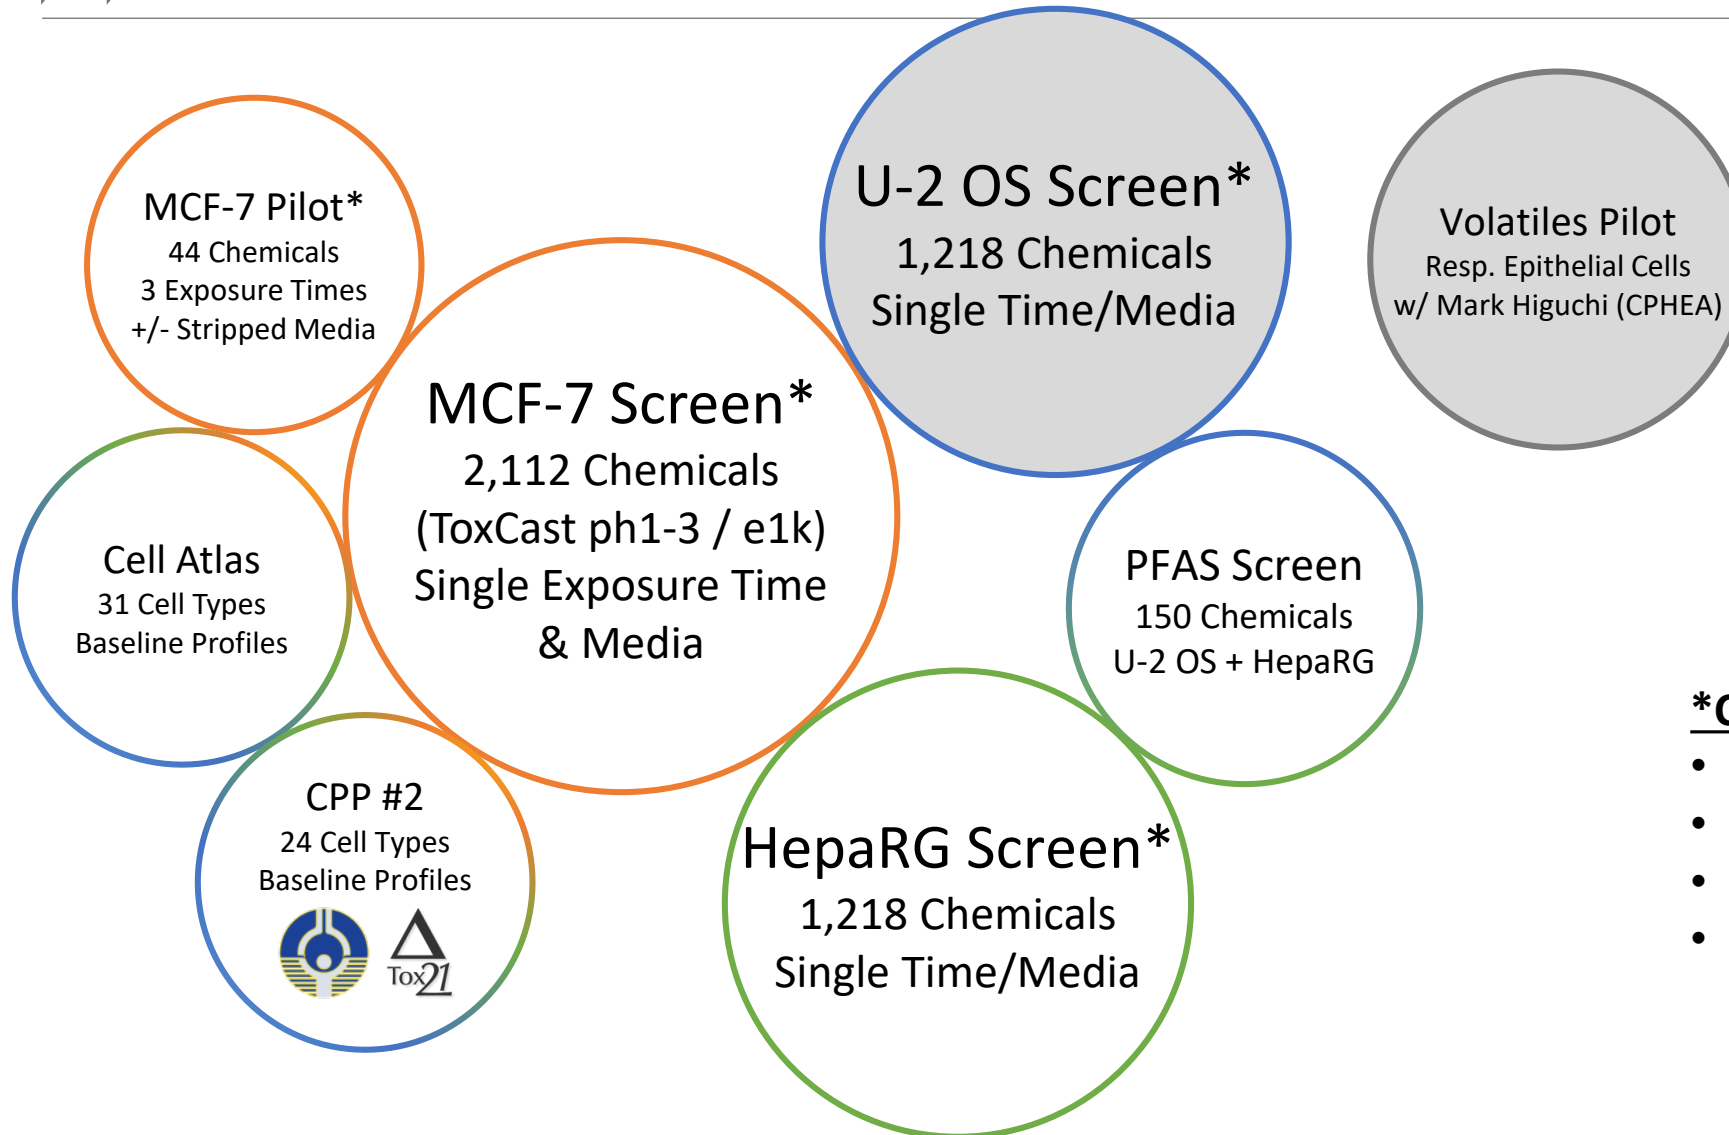 MCF-7 Pilot*
44 Chemicals
3 Exposure Times
+/- Stripped Media
U-2 OS Screen*
1,218 Chemicals
Single Time/Media
Volatiles Pilot
Resp. Epithelial Cells
w/ Mark Higuchi (CPHEA)
MCF-7 Screen*
2,112 Chemicals
(ToxCast ph1-3 / e1k)
Single Exposure Time
& Media
Cell Atlas
31 Cell Types
Baseline Profiles
PFAS Screen
150 Chemicals
U-2 OS + HepaRG
CPP #2
24 Cell Types
Baseline Profiles
Tox21
HepaRG Screen*
1,218 Chemicals
Single Time/Media